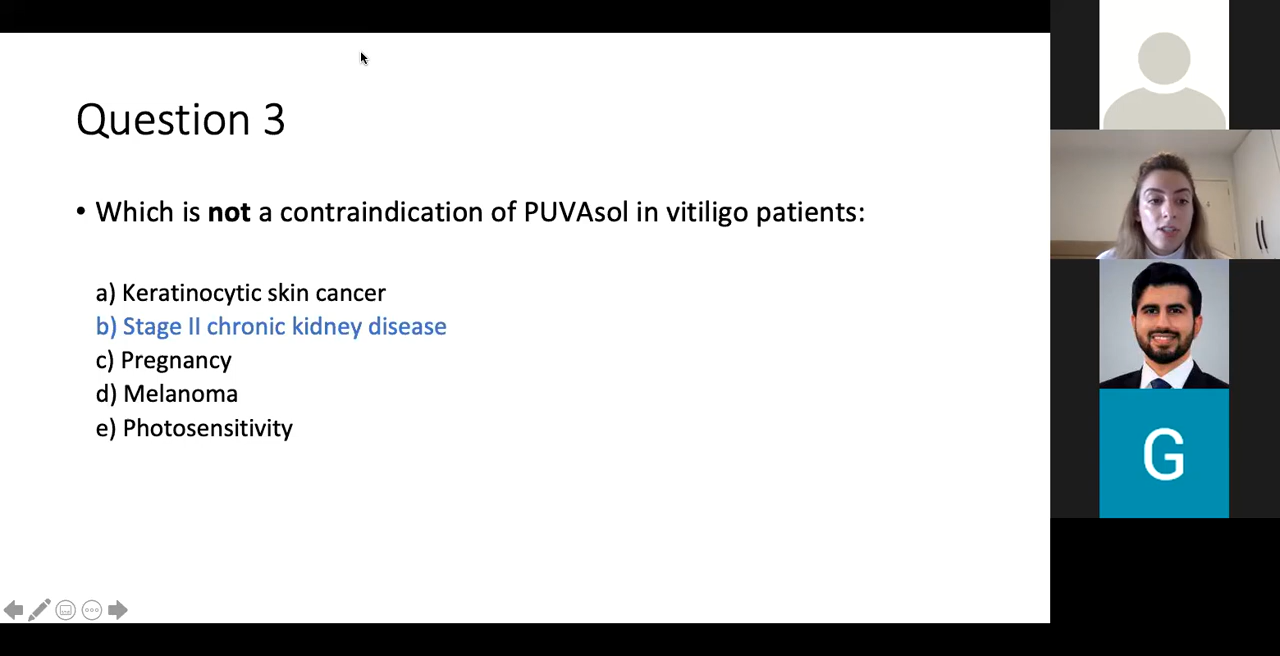 Question 3
• Which is not a contraindication of PUVAsol in vitiligo patients:
a) Keratinocytic skin cancer
b) Stage II chronic kidney disease
c) Pregnancy
d) Melanoma
e) Photosensitivity
G